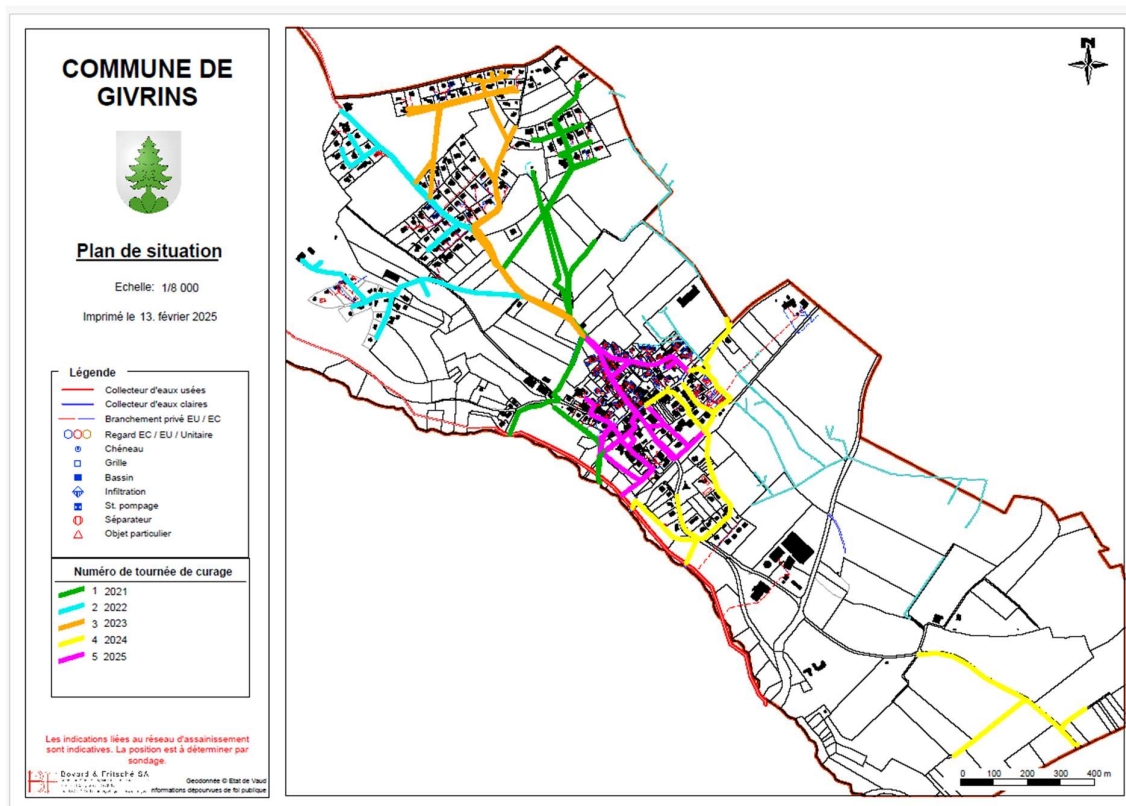 COMMUNE DE
GIVRINS
Plan de situation
Echelle: 1/8 000
Imprimé le 13. février 2025
Légende
Collecteur d'eaux usées
Collecteur d'eaux claires
Branchement privé EU / EC
Regard EC / EU / Unitaire
Chéneau
Grille
Bassin
Infiltration
St. pompage
Séparateur
Objet particulier
Numéro de tournée de curage
1 2021
2 2022
3 2023
4 2024
5 2025
Les indications liées au réseau d'assainissement
sont indicatives. La position est à déterminer par
sondage.
Bovard & Fritsché SA
Géodonnée © Etat de Vaud
nformations dépourvues de foi publique
N
0 100 200 300 400 m